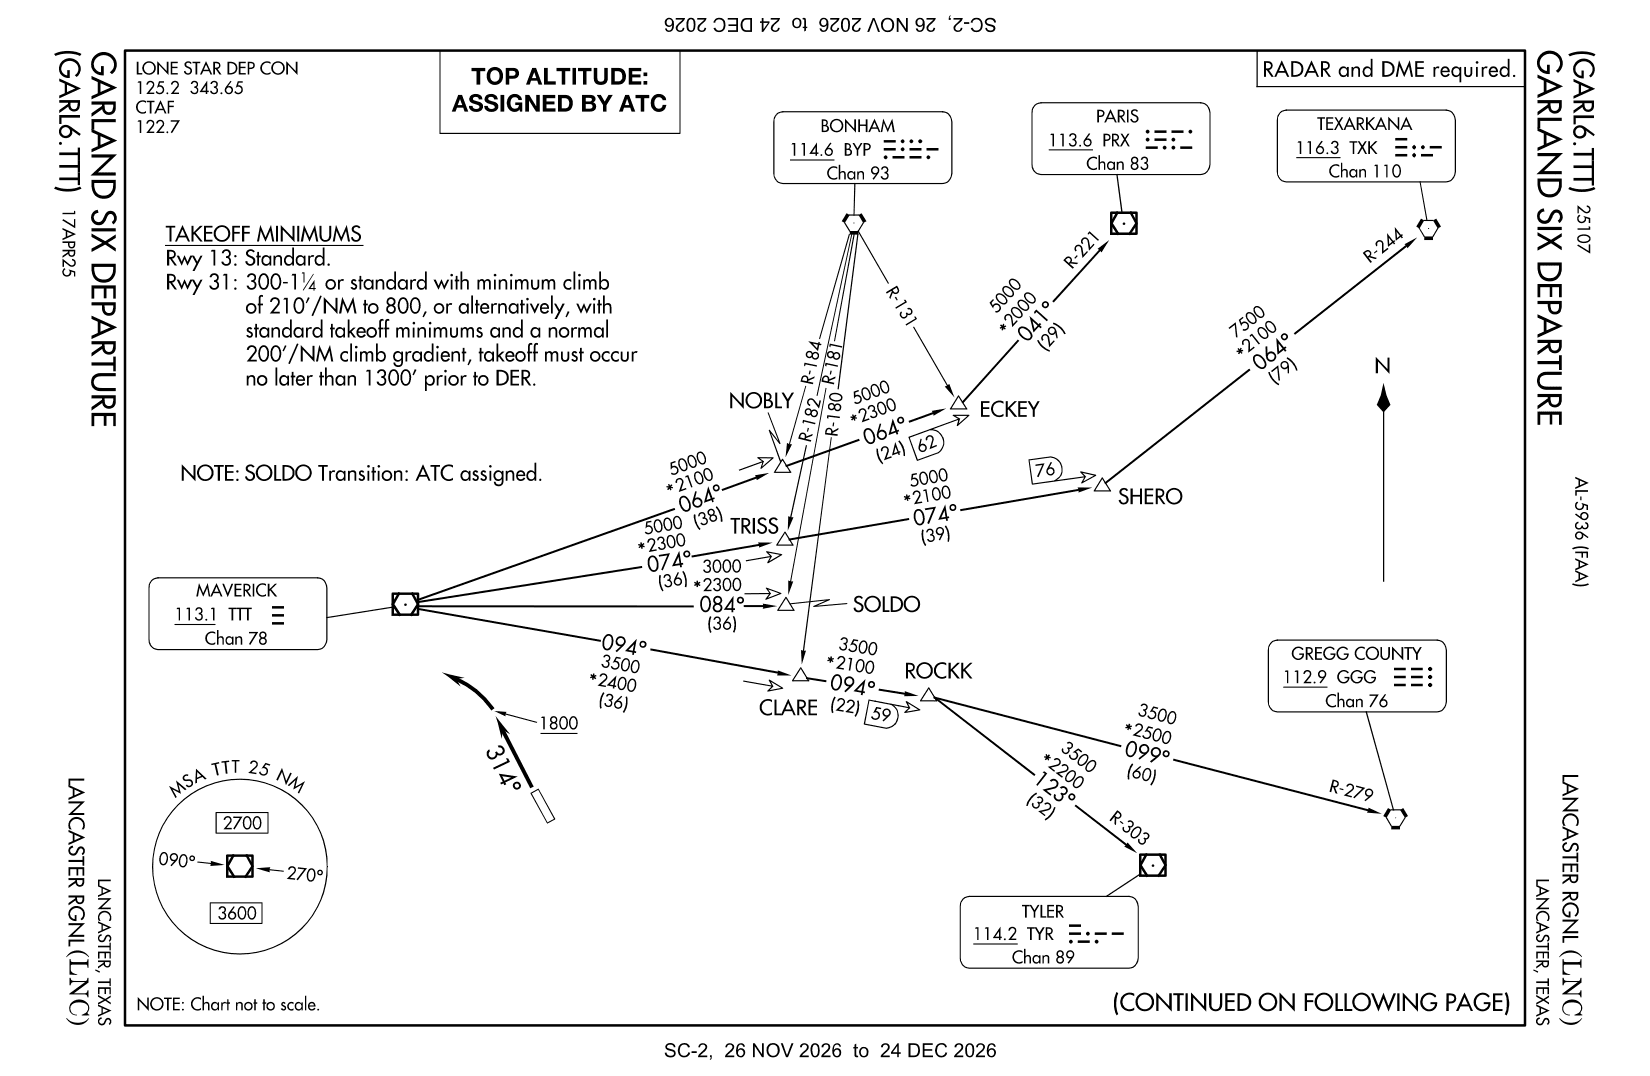 SC-2, 26 NOV 2026 to 24 DEC 2026
(GARL6.TTT) 17APR25
GARLAND SIX DEPARTURE
LANCASTER, TEXAS
LANCASTER RGNL (LNC)
LONE STAR DEP CON
125.2 343.65
CTAF
122.7
TOP ALTITUDE:
ASSIGNED BY ATC
RADAR and DME required.
BONHAM
114.6 BYP
Chan 93
PARIS
113.6 PRX
Chan 83
TEXARKANA
116.3 TXK
Chan 110
TAKEOFF MINIMUMS
Rwy 13: Standard.
Rwy 31: 300-1¼ or standard with minimum climb
of 210'/NM to 800, or alternatively, with
standard takeoff minimums and a normal
200'/NM climb gradient, takeoff must occur
no later than 1300' prior to DER.
NOTE: SOLDO Transition: ATC assigned.
R-131
R-184
R-181
R-182
R-180
R-221
5000
*2000
041°
(29)
R-244
7500
*2100
064°
(79)
N
NOBLY
5000
*2300
064°
(24)
62
ECKEY
5000
*2100
064°
(38)
TRISS
5000
*2100
074°
(39)
76
SHERO
5000
*2300
074°
(36)
3000
*2300
084°
(36)
SOLDO
MAVERICK
113.1 TTT
Chan 78
094°
3500
*2400
(36)
CLARE
3500
*2100
094°
(22)
59
ROCKK
GREGG COUNTY
112.9 GGG
Chan 76
3500
*2500
099°
(60)
R-279
3500
*2200
123°
(32)
R-303
TYLER
114.2 TYR
Chan 89
1800
314°
MSA TTT 25 NM
2700
090°
270°
3600
NOTE: Chart not to scale.
(CONTINUED ON FOLLOWING PAGE)
(GARL6.TTT) 25107
GARLAND SIX DEPARTURE
AL-5936 (FAA)
LANCASTER RGNL (LNC)
LANCASTER, TEXAS
SC-2, 26 NOV 2026 to 24 DEC 2026